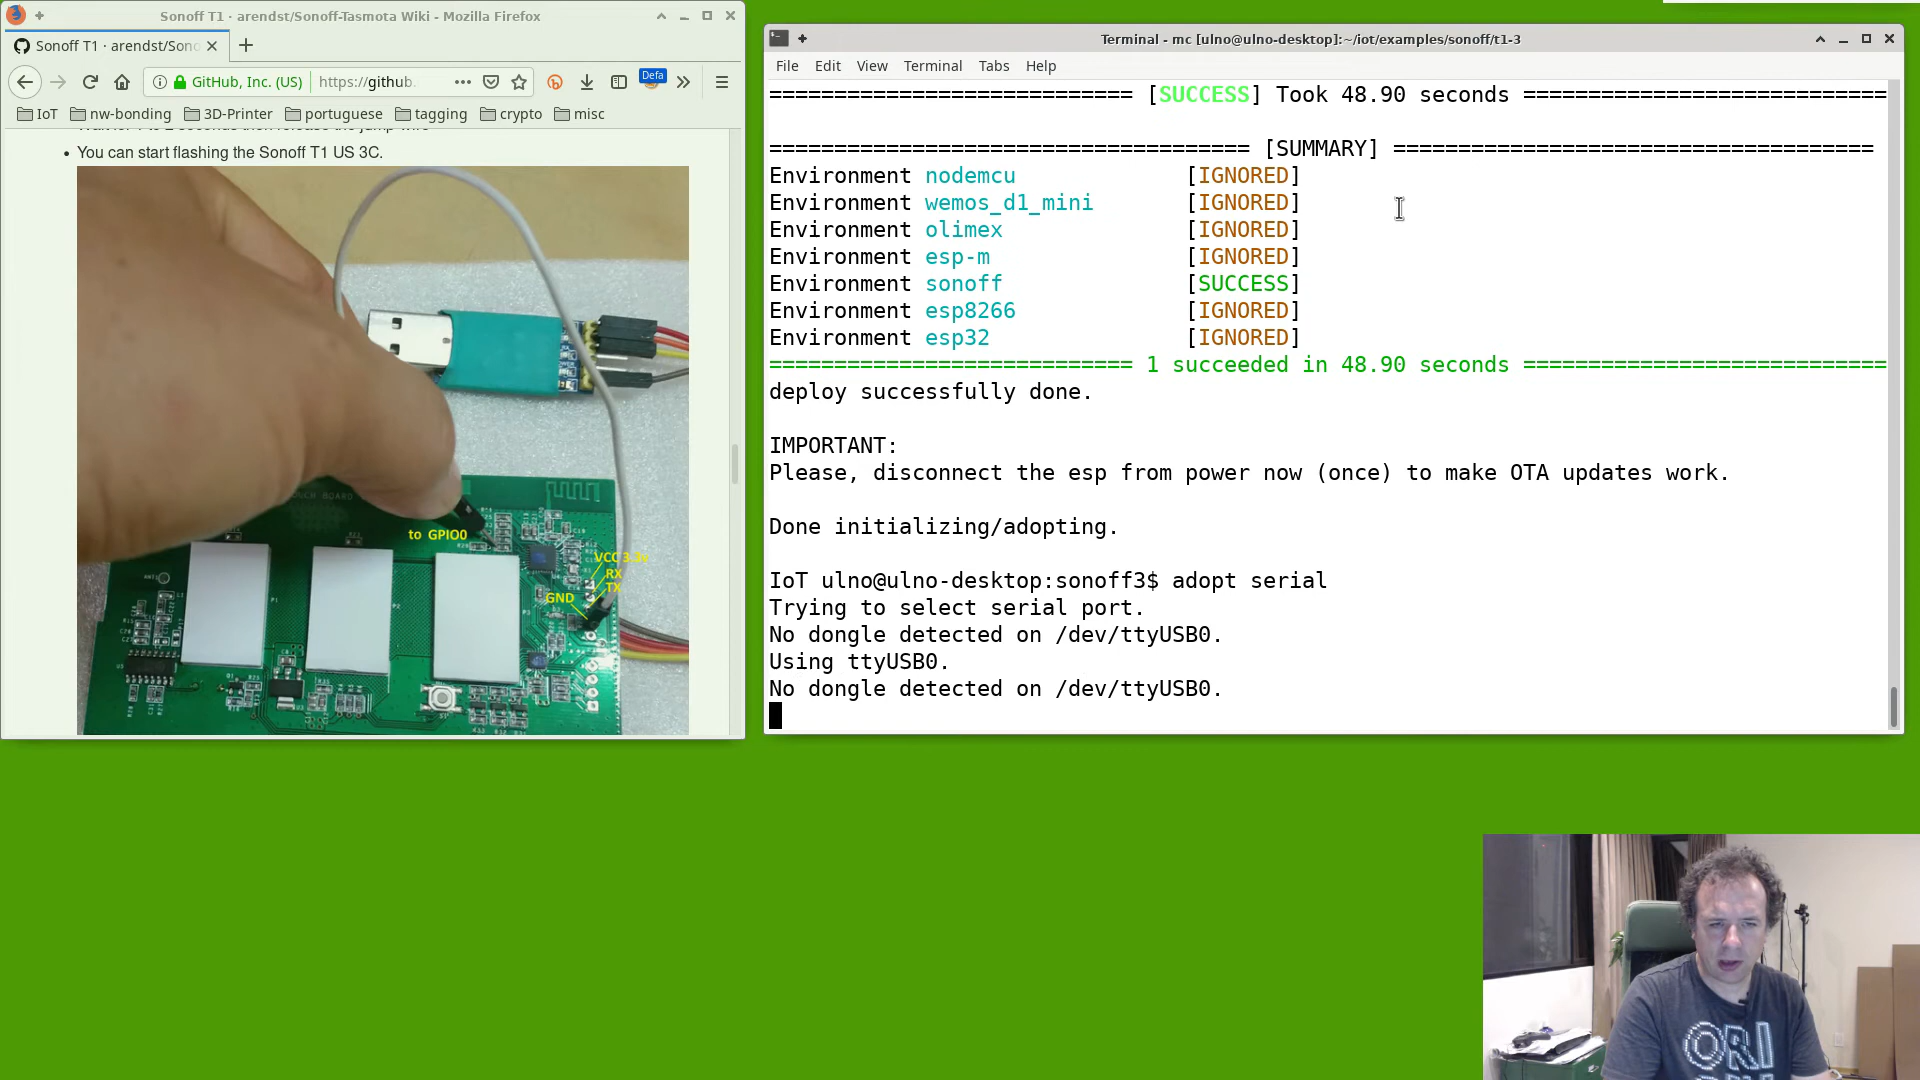 Sonoff T1 · arendst/Sonoff-Tasmota Wiki - Mozilla Firefox
Sonoff T1 · arendst/Sono
GitHub, Inc. (US)
https://github.
Defa
IoT
nw-bonding
3D-Printer
portuguese
tagging
crypto
misc
You can start flashing the Sonoff T1 US 3C.
to GPIO0
VCC 3.3v
RX
TX
GND
Terminal - mc [ulno@ulno-desktop]:~/iot/examples/sonoff/t1-3
File Edit View Terminal Tabs Help
============================ [SUCCESS] Took 48.90 seconds ============================
===================================== [SUMMARY] =====================================
Environment nodemcu [IGNORED]
Environment wemos_d1_mini [IGNORED]
Environment olimex [IGNORED]
Environment esp-m [IGNORED]
Environment sonoff [SUCCESS]
Environment esp8266 [IGNORED]
Environment esp32 [IGNORED]
============================ 1 succeeded in 48.90 seconds ============================
deploy successfully done.
IMPORTANT:
Please, disconnect the esp from power now (once) to make OTA updates work.
Done initializing/adopting.
IoT ulno@ulno-desktop:sonoff3$ adopt serial
Trying to select serial port.
No dongle detected on /dev/ttyUSB0.
Using ttyUSB0.
No dongle detected on /dev/ttyUSB0.
ORI